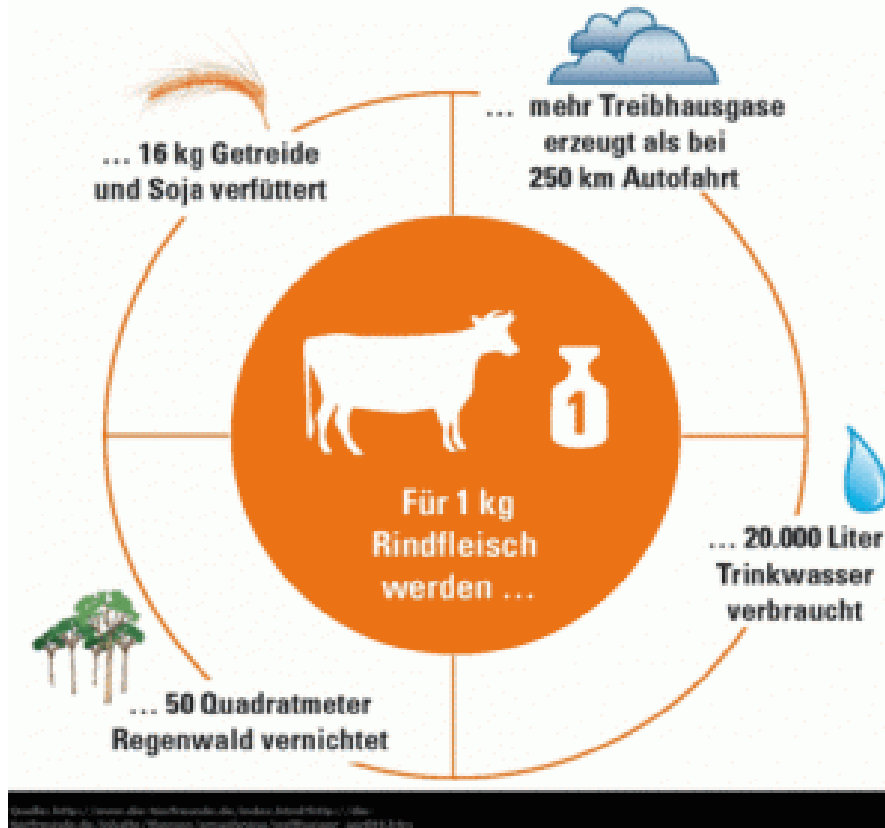 … mehr Treibhausgase
erzeugt als bei
250 km Autofahrt
… 16 kg Getreide
und Soja verfüttert
1
Für 1 kg
Rindfleisch
werden …
… 20.000 Liter
Trinkwasser
verbraucht
… 50 Quadratmeter
Regenwald vernichtet